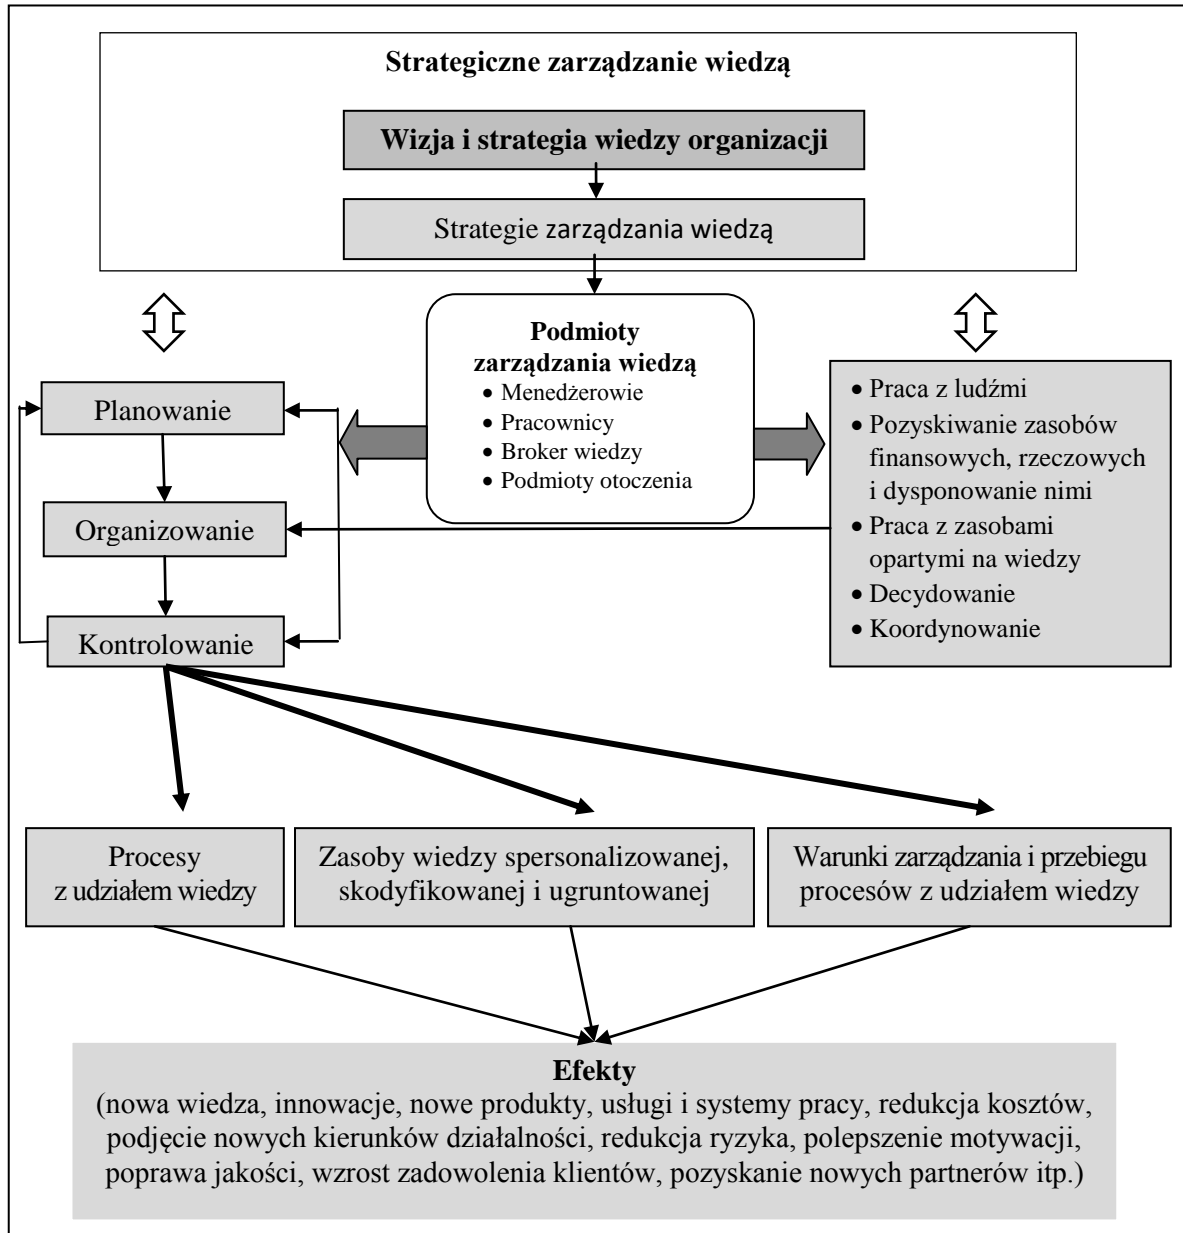 Strategiczne zarządzanie wiedzą
Wizja i strategia wiedzy organizacji
Strategie zarządzania wiedzą
Podmioty
zarządzania wiedzą
• Menedżerowie
• Pracownicy
• Broker wiedzy
• Podmioty otoczenia
Planowanie
Organizowanie
Kontrolowanie
• Praca z ludźmi
• Pozyskiwanie zasobów
finansowych, rzeczowych
i dysponowanie nimi
• Praca z zasobami
opartymi na wiedzy
• Decydowanie
• Koordynowanie
Procesy
z udziałem wiedzy
Zasoby wiedzy spersonalizowanej,
skodyfikowanej i ugruntowanej
Warunki zarządzania i przebiegu
procesów z udziałem wiedzy
Efekty
(nowa wiedza, innowacje, nowe produkty, usługi i systemy pracy, redukcja kosztów,
podjęcie nowych kierunków działalności, redukcja ryzyka, polepszenie motywacji,
poprawa jakości, wzrost zadowolenia klientów, pozyskanie nowych partnerów itp.)